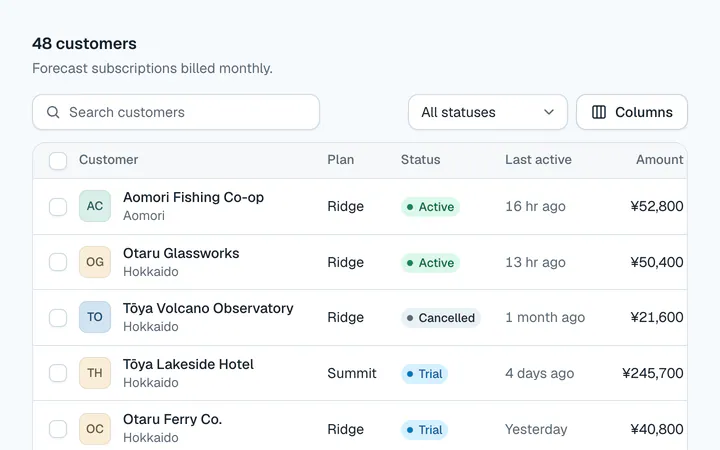 48 customers
Forecast subscriptions billed monthly.
Search customers
All statuses
Columns
Customer Plan Status Last active Amount
AC Aomori Fishing Co-op Ridge Active 16 hr ago ¥52,800
Aomori
OG Otaru Glassworks Ridge Active 13 hr ago ¥50,400
Hokkaido
TO Tōya Volcano Observatory Ridge Cancelled 1 month ago ¥21,600
Hokkaido
TH Tōya Lakeside Hotel Summit Trial 4 days ago ¥245,700
Hokkaido
OC Otaru Ferry Co. Ridge Trial Yesterday ¥40,800
Hokkaido